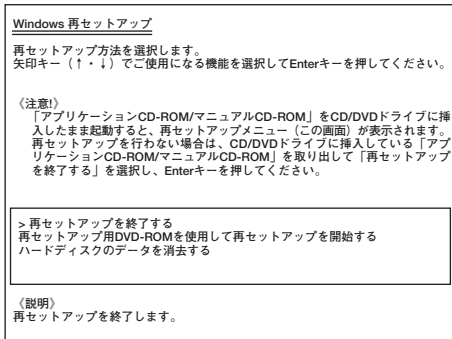 Windows 再セットアップ
再セットアップ方法を選択します。
矢印キー（↑・↓）でご使用になる機能を選択してEnterキーを押してください。
《注意!》
「アプリケーションCD-ROM/マニュアルCD-ROM」をCD/DVDドライブに挿
入したまま起動すると、再セットアップメニュー（この画面）が表示されます。
再セットアップを行わない場合は、CD/DVDドライブに挿入している「アプ
リケーションCD-ROM/マニュアルCD-ROM」を取り出して「再セットアップ
を終了する」を選択し、Enterキーを押してください。
> 再セットアップを終了する
再セットアップ用DVD-ROMを使用して再セットアップを開始する
ハードディスクのデータを消去する
《説明》
再セットアップを終了します。